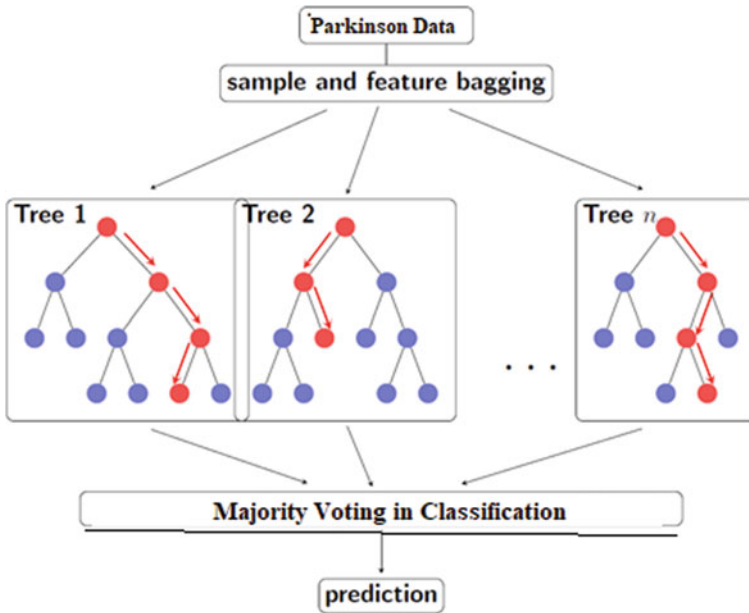 Parkinson Data
sample and feature bagging
Tree 1
Tree 2
Tree n
. . .
Majority Voting in Classification
prediction